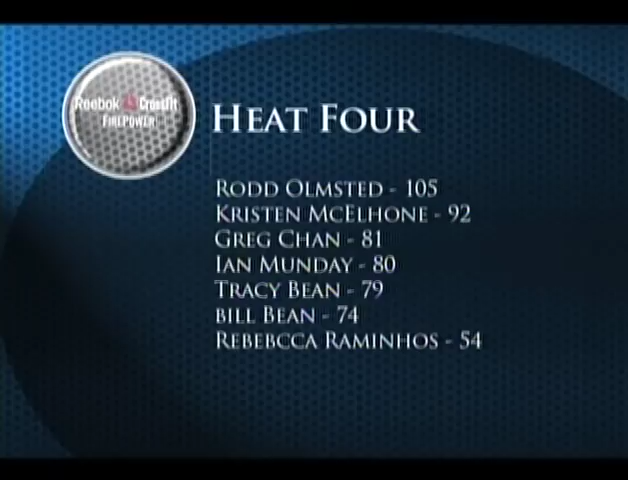 Reebok CrossFit
FirePower
Heat Four
Rodd Olmsted - 105
Kristen McElhone - 92
Greg Chan - 81
Ian Munday - 80
Tracy Bean - 79
bill Bean - 74
Rebebcca Raminhos - 54